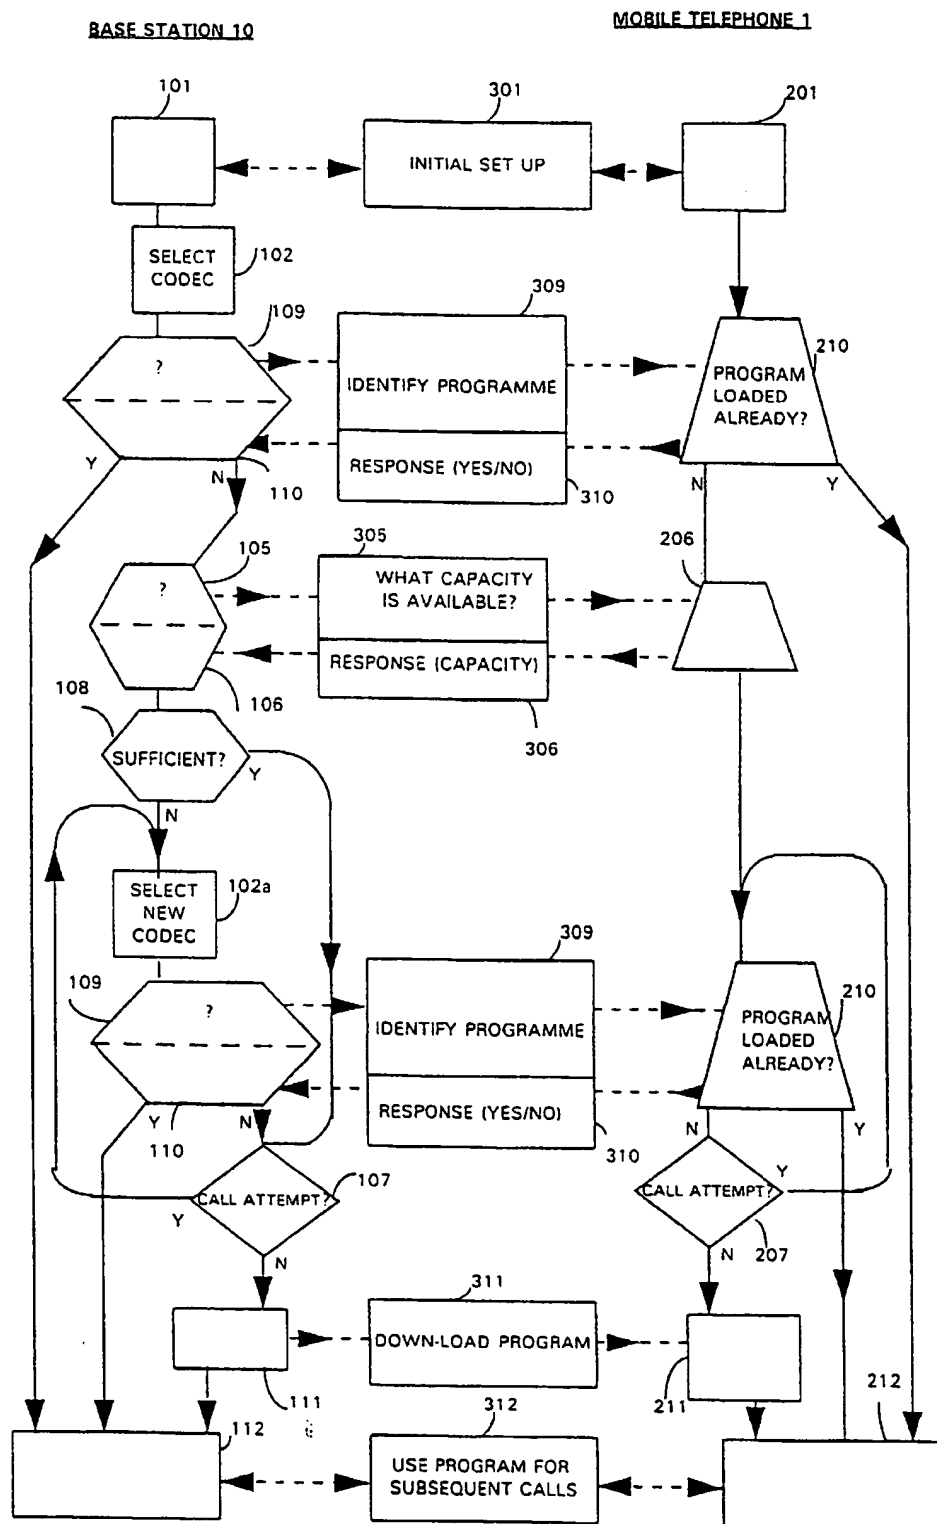 BASE STATION 10
MOBILE TELEPHONE 1
101
301
201
INITIAL SET UP
SELECT
CODEC
102
109
309
210
?
IDENTIFY PROGRAMME
PROGRAM
LOADED
ALREADY?
RESPONSE (YES/NO)
Y
N
110
310
N
Y
105
305
206
?
WHAT CAPACITY
IS AVAILABLE?
RESPONSE (CAPACITY)
106
306
108
SUFFICIENT?
Y
N
SELECT
NEW
CODEC
102a
109
309
210
?
IDENTIFY PROGRAMME
PROGRAM
LOADED
ALREADY?
RESPONSE (YES/NO)
Y
N
110
310
N
Y
CALL ATTEMPT?
107
Y
N
CALL ATTEMPT?
Y
207
N
311
DOWN-LOAD PROGRAM
111
211
112
312
212
USE PROGRAM FOR
SUBSEQUENT CALLS